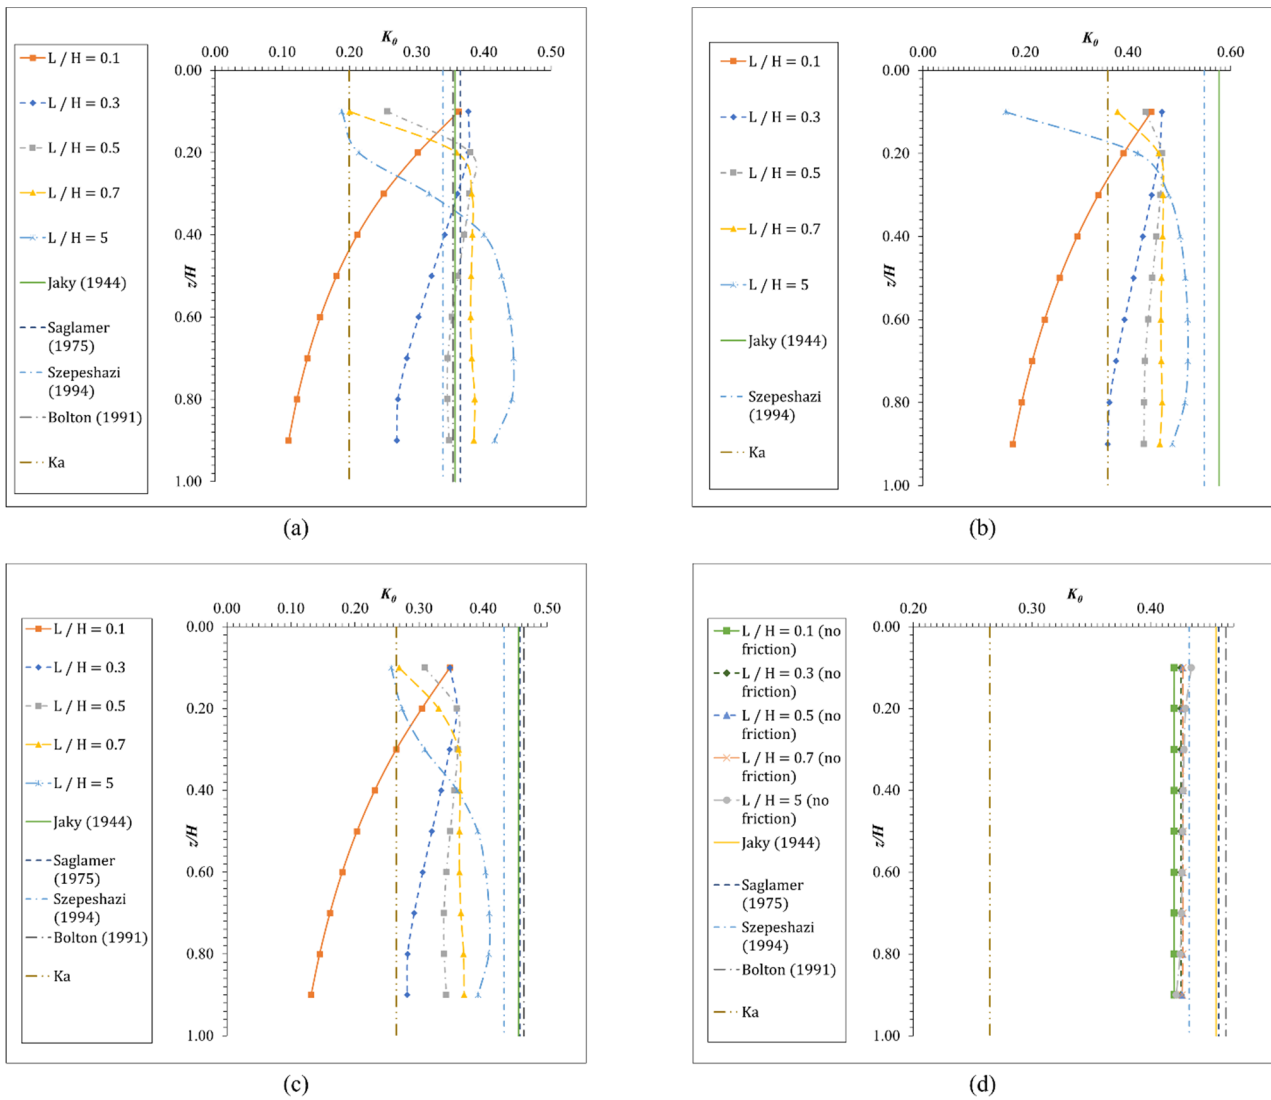 K₀
0.00 0.10 0.20 0.30 0.40 0.50
L / H = 0.1
L / H = 0.3
L / H = 0.5
L / H = 0.7
L / H = 5
Jaky (1944)
Saglamer
(1975)
Szepeshazi
(1994)
Bolton (1991)
Ka
0.00
0.20
0.40
0.60
0.80
1.00
z/H
(a)
K₀
0.00 0.20 0.40 0.60
L / H = 0.1
L / H = 0.3
L / H = 0.5
L / H = 0.7
L / H = 5
Jaky (1944)
Szepeshazi
(1994)
Ka
0.00
0.20
0.40
0.60
0.80
1.00
z/H
(b)
K₀
0.00 0.10 0.20 0.30 0.40 0.50
L / H = 0.1
L / H = 0.3
L / H = 0.5
L / H = 0.7
L / H = 5
Jaky (1944)
Saglamer
(1975)
Szepeshazi
(1994)
Bolton (1991)
Ka
0.00
0.20
0.40
0.60
0.80
1.00
z/H
(c)
K₀
0.20 0.30 0.40
L / H = 0.1 (no
friction)
L / H = 0.3 (no
friction)
L / H = 0.5 (no
friction)
L / H = 0.7 (no
friction)
L / H = 5 (no
friction)
Jaky (1944)
Saglamer
(1975)
Szepeshazi
(1994)
Bolton (1991)
Ka
0.00
0.20
0.40
0.60
0.80
1.00
z/H
(d)